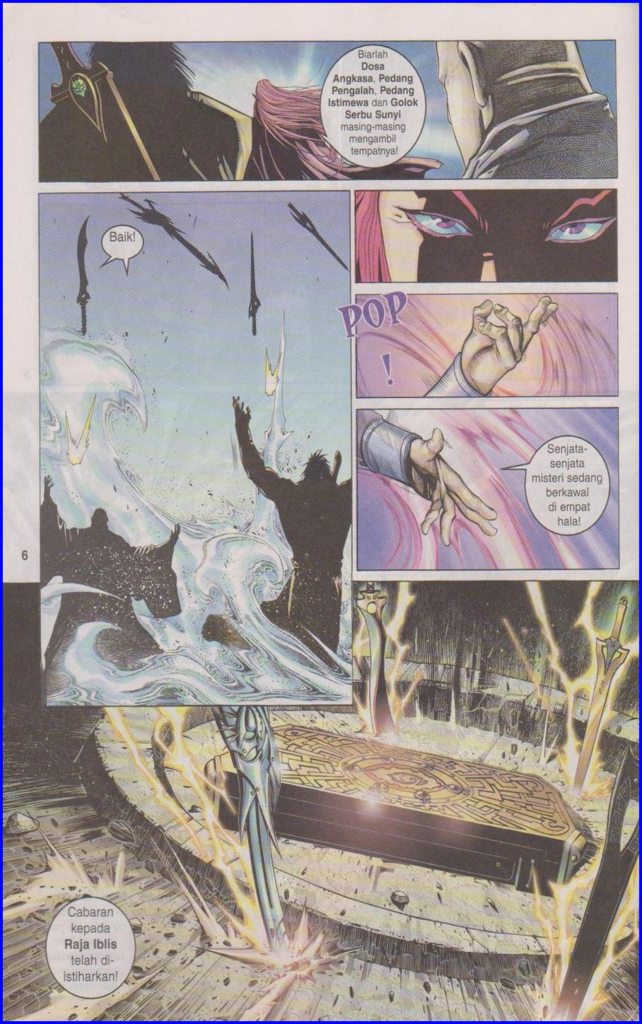 Biarlah
Dosa
Angkasa, Pedang
Pengalah, Pedang
Istimewa dan Golok
Serbu Sunyi
masing-masing
mengambil
tempatnya!
Baik!
POP
!
Senjata-
senjata
misteri sedang
berkawal
di empat
hala!
6
Cabaran
kepada
Raja Iblis
telah di-
istiharkan!